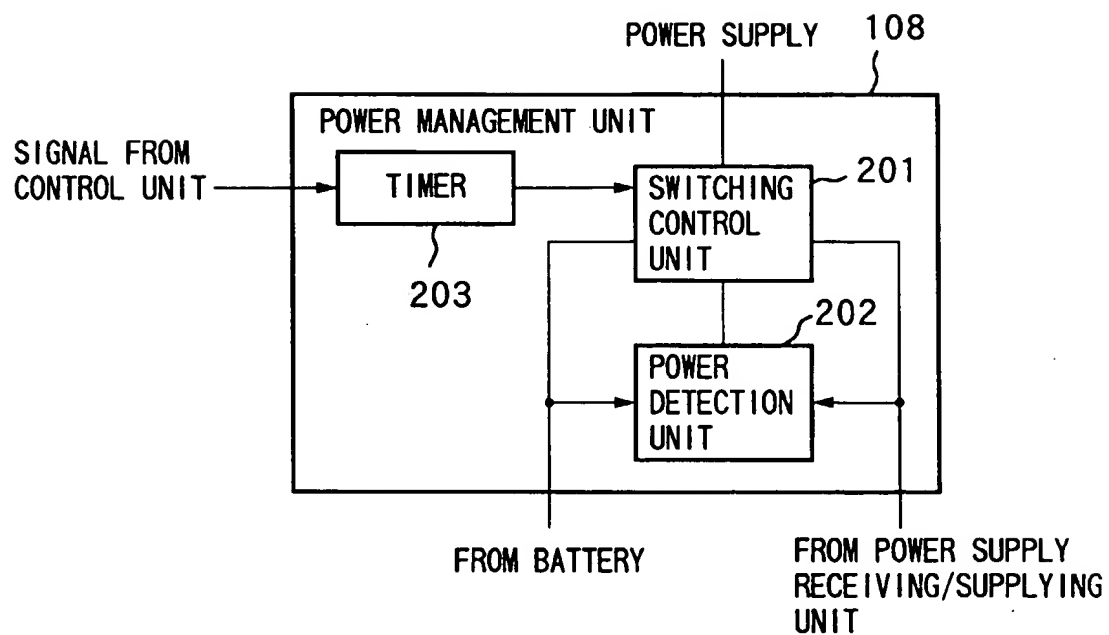 POWER SUPPLY
108
POWER MANAGEMENT UNIT
SIGNAL FROM
CONTROL UNIT
TIMER
203
SWITCHING
CONTROL
UNIT
201
202
POWER
DETECTION
UNIT
FROM BATTERY
FROM POWER SUPPLY
RECEIVING/SUPPLYING
UNIT